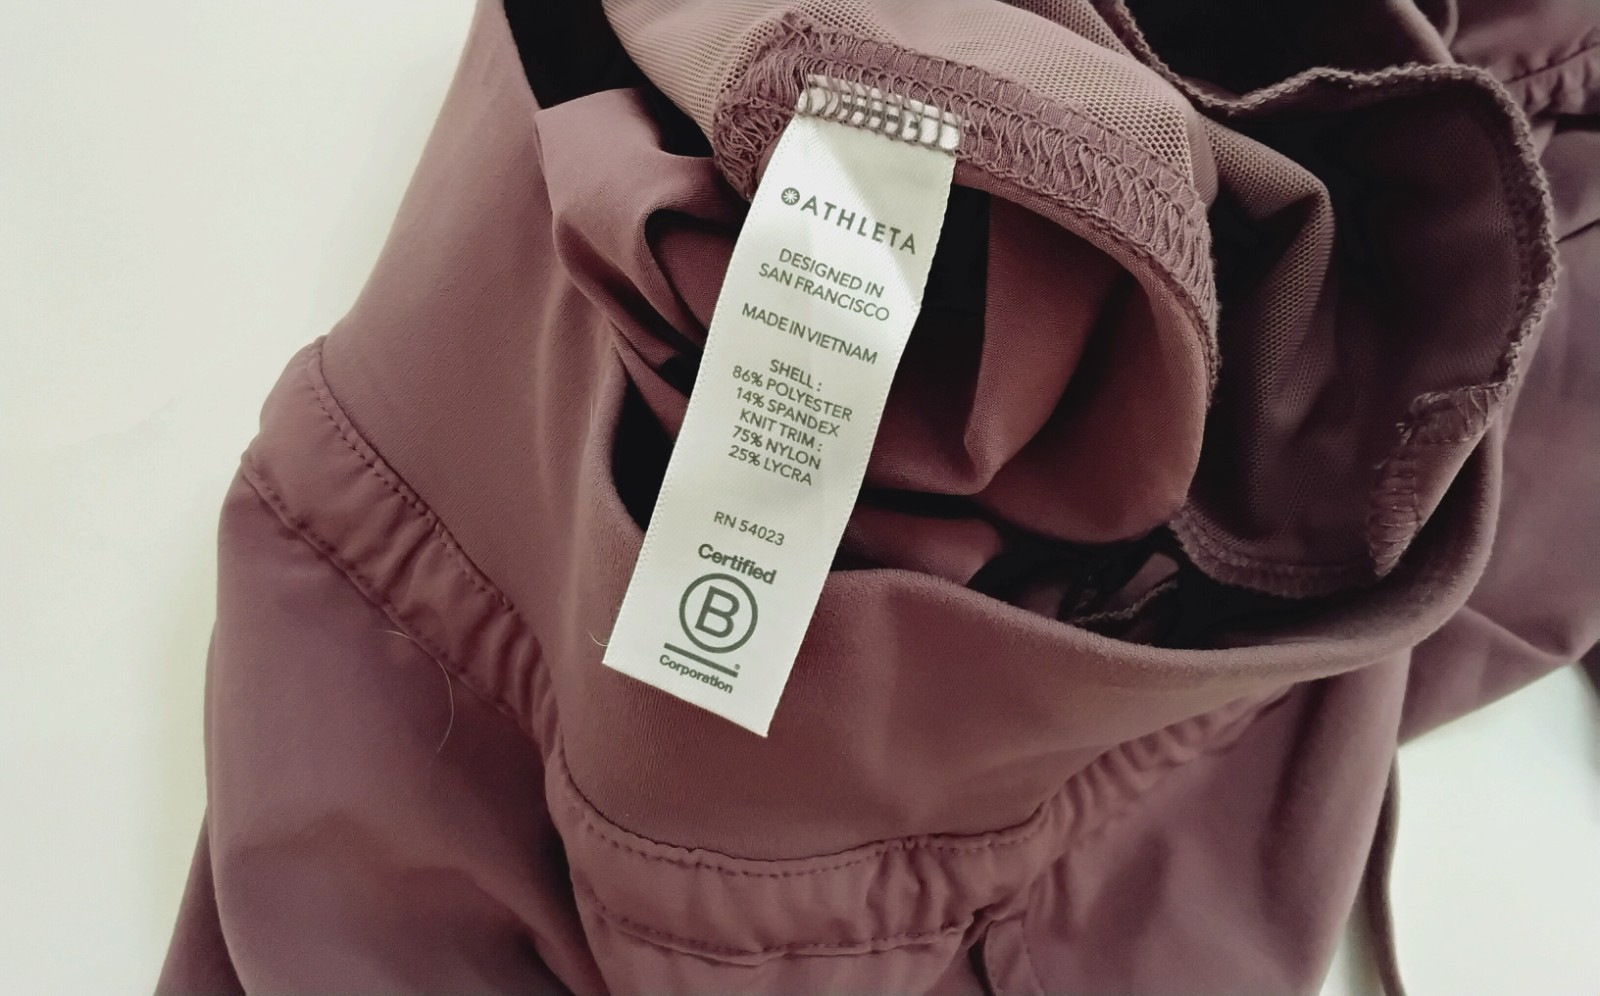 ATHLETA
DESIGNED IN
SAN FRANCISCO
MADE IN VIETNAM
SHELL :
86% POLYESTER
14% SPANDEX
KNIT TRIM :
75% NYLON
25% LYCRA
RN 54023
Certified
B
Corporation